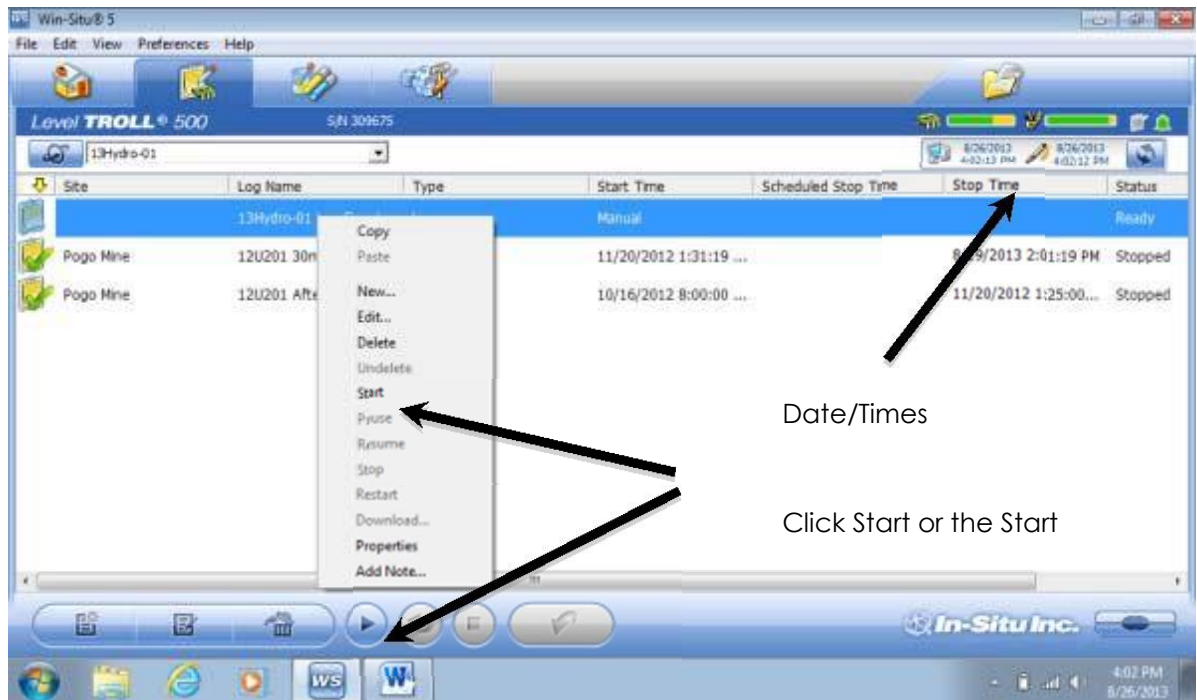 Win-Situ® 5
File Edit View Preferences Help
Level TROLL® 500 S/N 309675
13Hydro-01 8/26/2013 4:02:13 PM 8/26/2013 4:02:12 PM
Site Log Name Type Start Time Scheduled Stop Time Stop Time Status
13Hydro-01 Manual Ready
Pogo Mine 12U201 30m 11/20/2012 1:31:19 ... 2:01:19 PM Stopped
Pogo Mine 12U201 Afte 10/16/2012 8:00:00 ... 11/20/2012 1:25:00... Stopped
Copy
Paste
New...
Edit...
Delete
Undelete
Start
Pause
Resume
Stop
Restart
Download...
Properties
Add Note...
Date/Times
Click Start or the Start
In-Situ Inc.
WS W
4:02 PM
8/26/2013